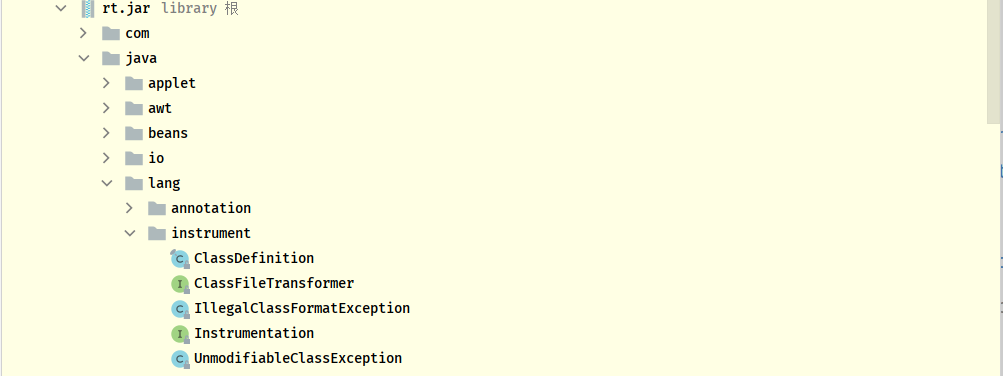 rt.jar library 根
com
java
applet
awt
beans
io
lang
annotation
instrument
ClassDefinition
ClassFileTransformer
IllegalClassFormatException
Instrumentation
UnmodifiableClassException